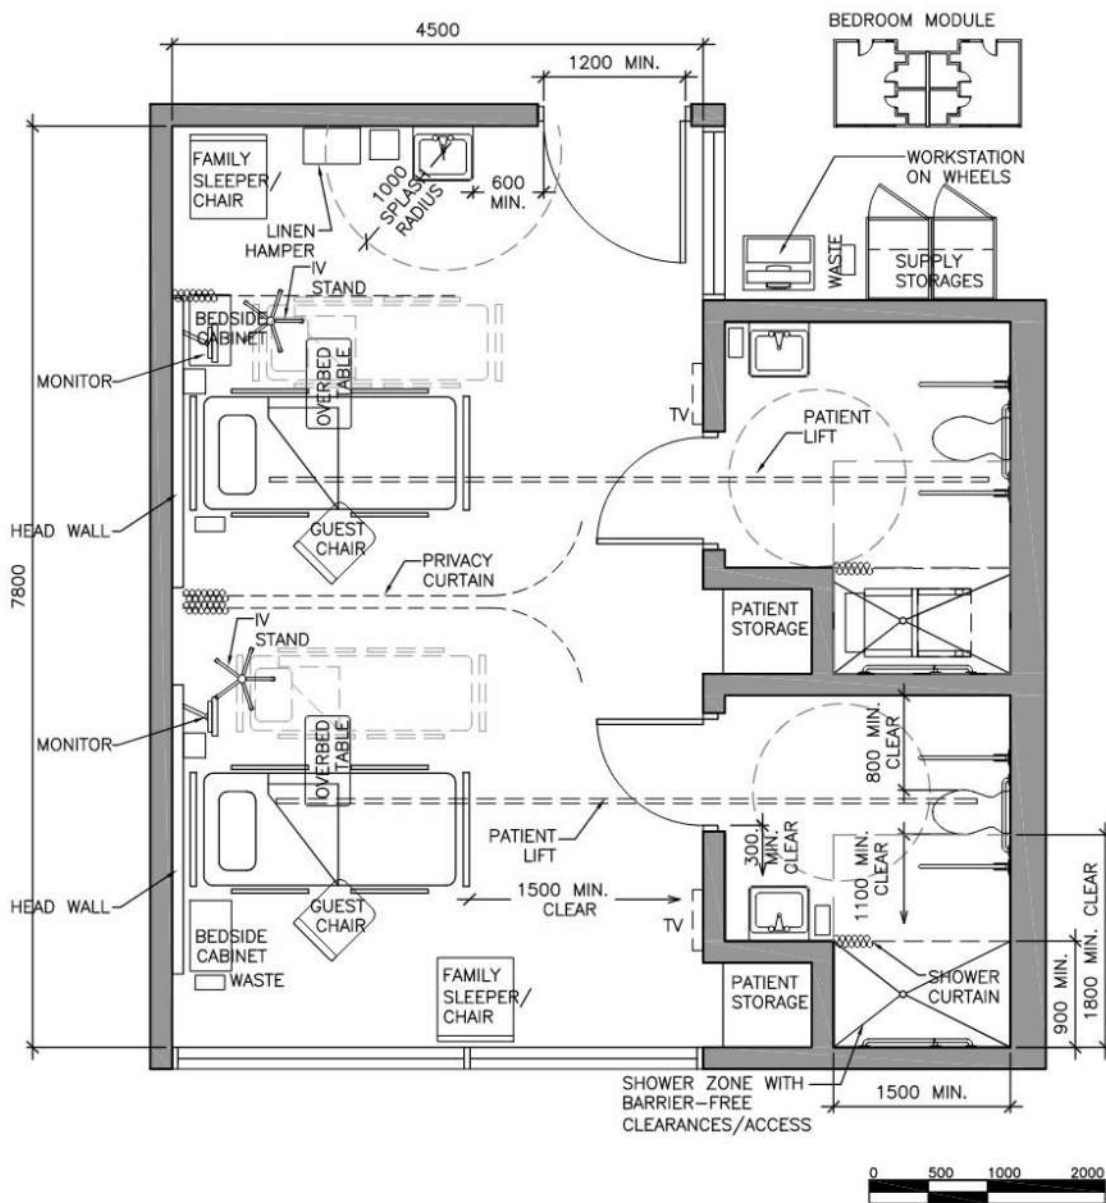 BEDROOM MODULE
4500
1200 MIN.
WORKSTATION
ON WHEELS
FAMILY
SLEEPER/
CHAIR
1000
SPLASH
RADIUS
600
MIN.
LINEN
HAMPER
WASTE
SUPPLY
STORAGES
IV
STAND
BEDSIDE
CABINET
MONITOR
OVERBED
TABLE
TV
PATIENT
LIFT
HEAD WALL
GUEST
CHAIR
7800
PRIVACY
CURTAIN
PATIENT
STORAGE
IV
STAND
MONITOR
OVERBED
TABLE
800 MIN.
CLEAR
PATIENT
LIFT
300
MIN.
CLEAR
1100 MIN.
CLEAR
1500 MIN.
CLEAR
HEAD WALL
GUEST
CHAIR
TV
BEDSIDE
CABINET
WASTE
FAMILY
SLEEPER/
CHAIR
PATIENT
STORAGE
SHOWER
CURTAIN
900 MIN.
1800 MIN. CLEAR
SHOWER ZONE WITH
BARRIER-FREE
CLEARANCES/ACCESS
1500 MIN.
0 500 1000 2000